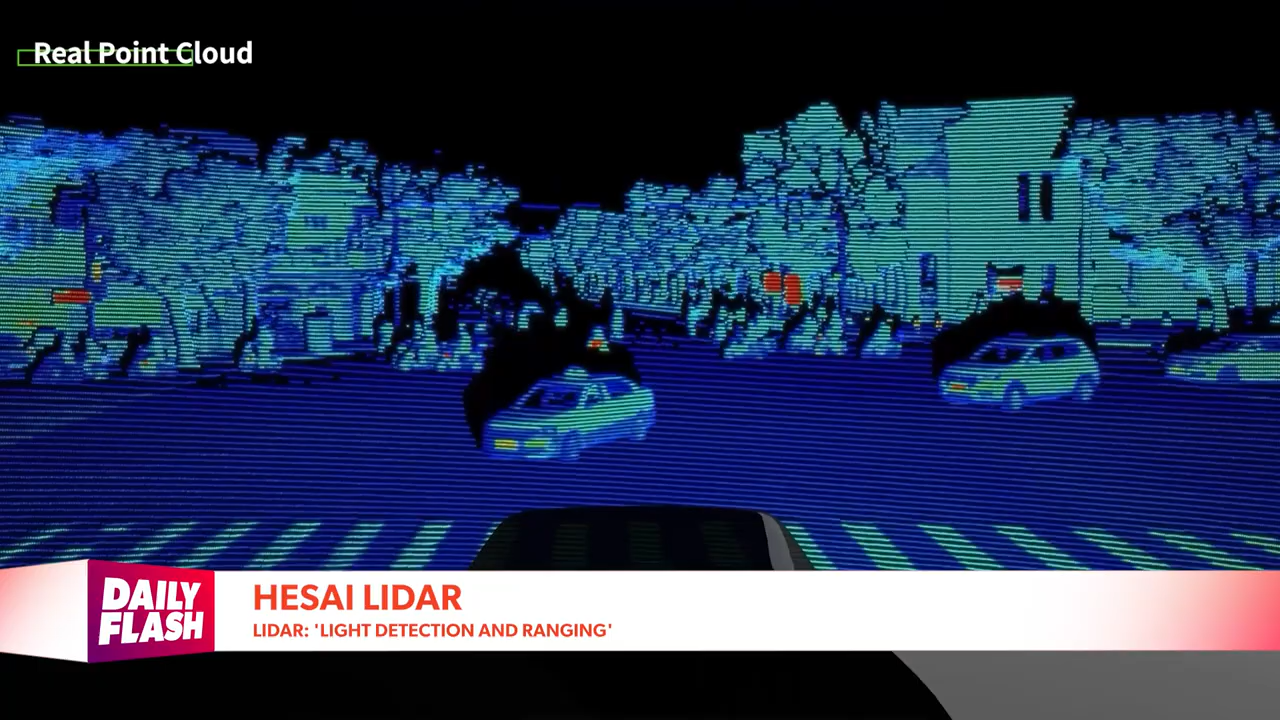 Real Point Cloud
DAILY
FLASH
HESAI LIDAR
LIDAR: 'LIGHT DETECTION AND RANGING'